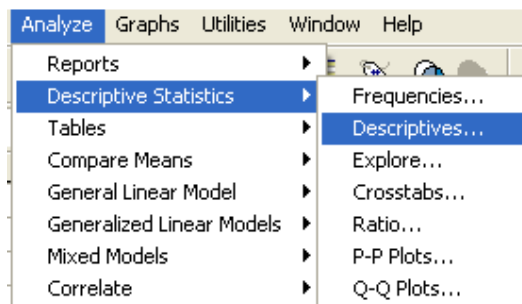 Analyze Graphs Utilities Window Help
Reports
Descriptive Statistics
Tables
Compare Means
General Linear Model
Generalized Linear Models
Mixed Models
Correlate
Frequencies...
Descriptives...
Explore...
Crosstabs...
Ratio...
P-P Plots...
Q-Q Plots...